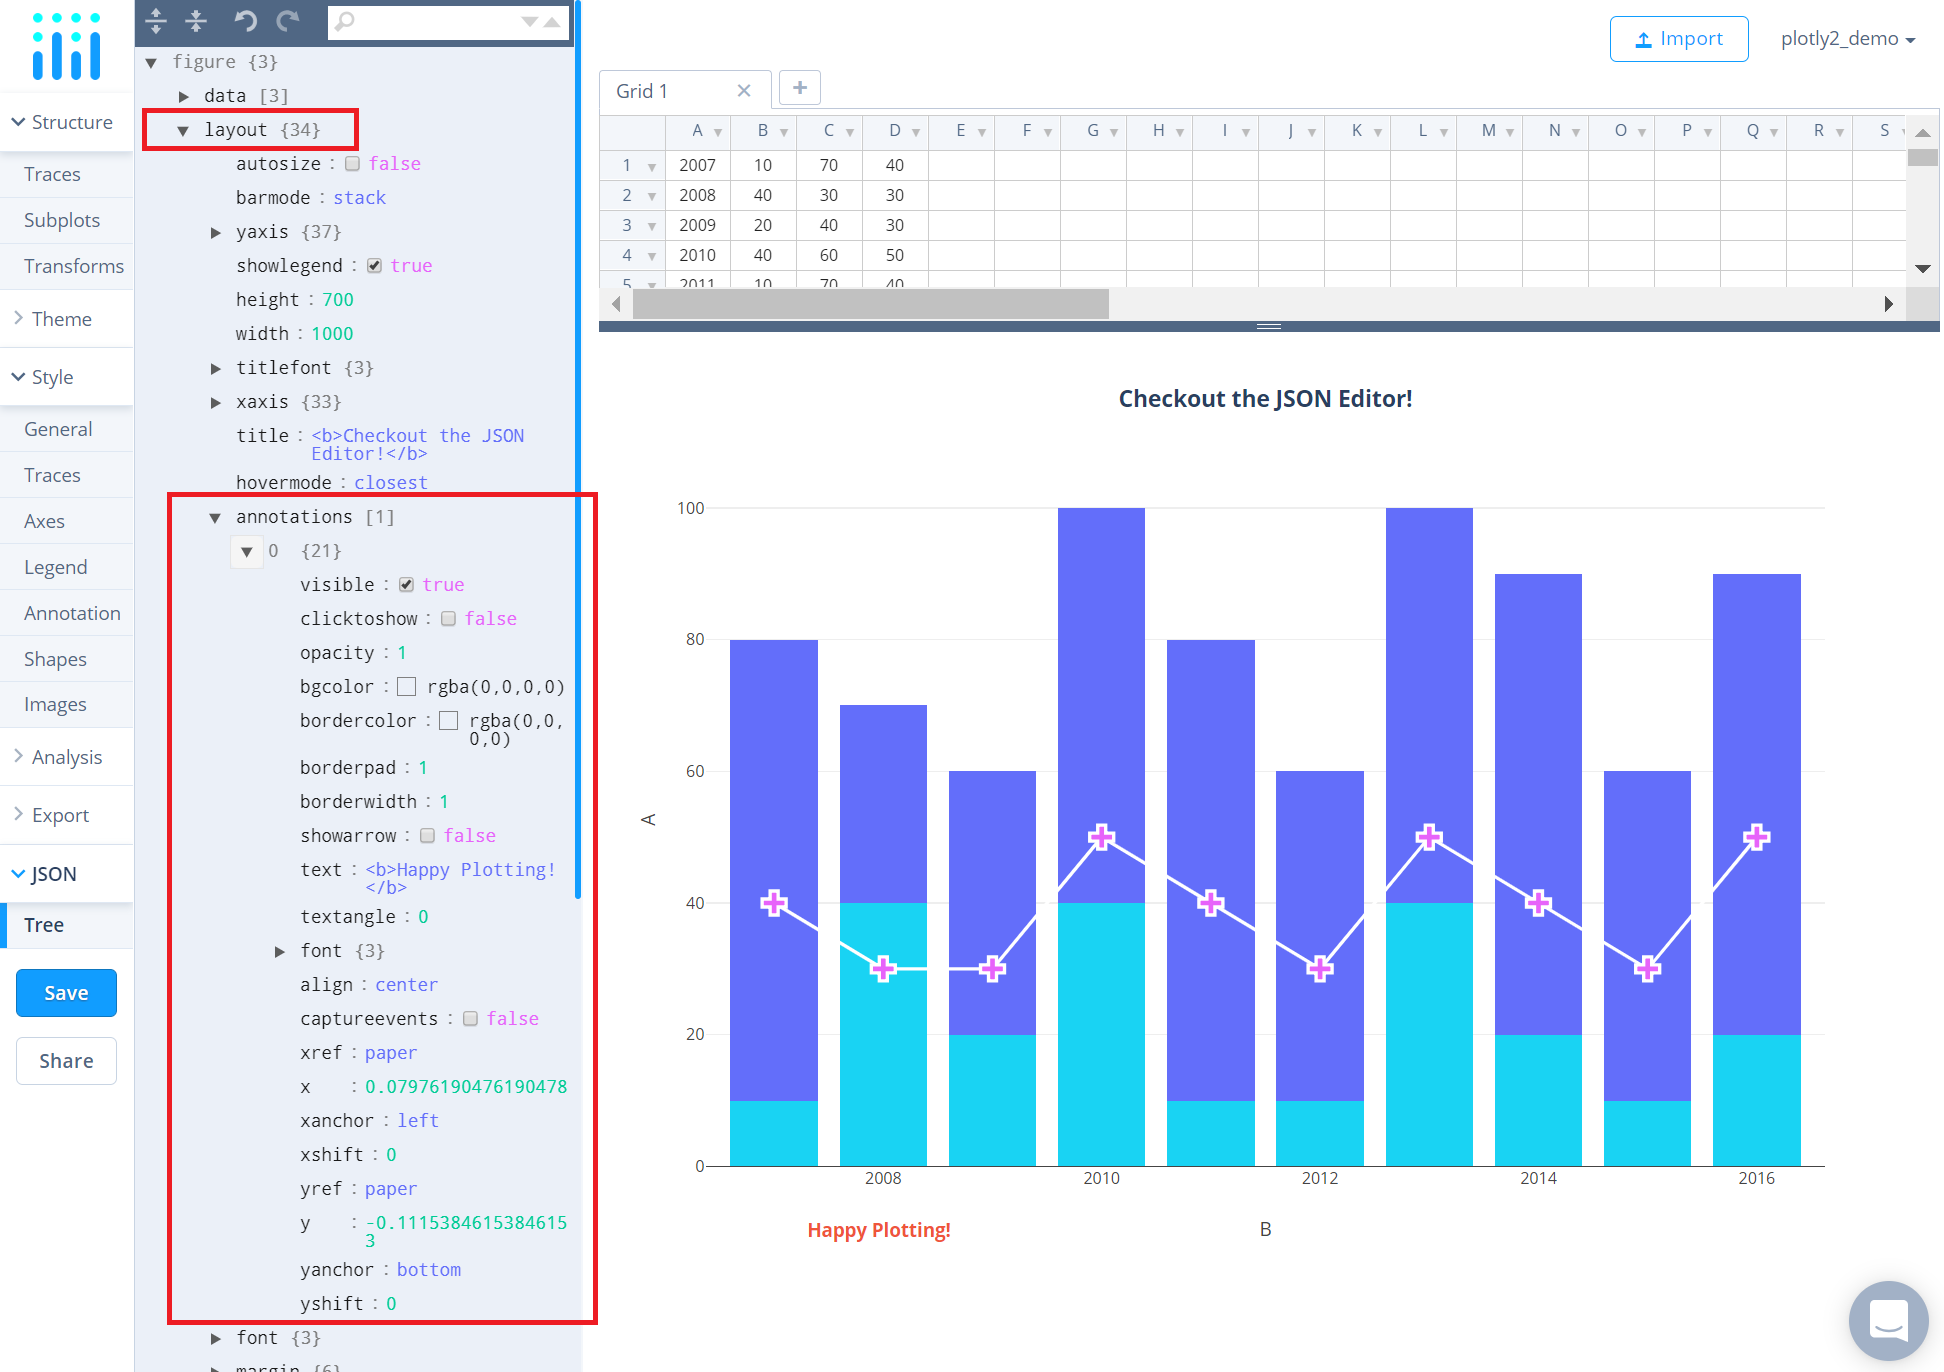 Structure
Traces
Subplots
Transforms
Theme
Style
General
Traces
Axes
Legend
Annotation
Shapes
Images
Analysis
Export
JSON
Tree
Save
Share
figure {3}
data [3]
layout {34}
autosize : false
barmode : stack
yaxis {37}
showlegend : true
height : 700
width : 1000
titlefont {3}
xaxis {33}
title : <b>Checkout the JSON
Editor!</b>
hovermode : closest
annotations [1]
0 {21}
visible : true
clicktoshow : false
opacity : 1
bgcolor : rgba(0,0,0,0)
bordercolor : rgba(0,0,
0,0)
borderpad : 1
borderwidth : 1
showarrow : false
text : <b>Happy Plotting!
</b>
textangle : 0
font {3}
align : center
captureevents : false
xref : paper
x : 0.07976190476190478
xanchor : left
xshift : 0
yref : paper
y : -0.1115384615384615
3
yanchor : bottom
yshift : 0
font {3}
margin {6}
Import
plotly2_demo
Grid 1
A B C D E F G H I J K L M N O P Q R S
1 2007 10 70 40
2 2008 40 30 30
3 2009 20 40 30
4 2010 40 60 50
5 2011 10 70 40
Checkout the JSON Editor!
100
80
60
A
40
20
0
2008 2010 2012 2014 2016
Happy Plotting!
B